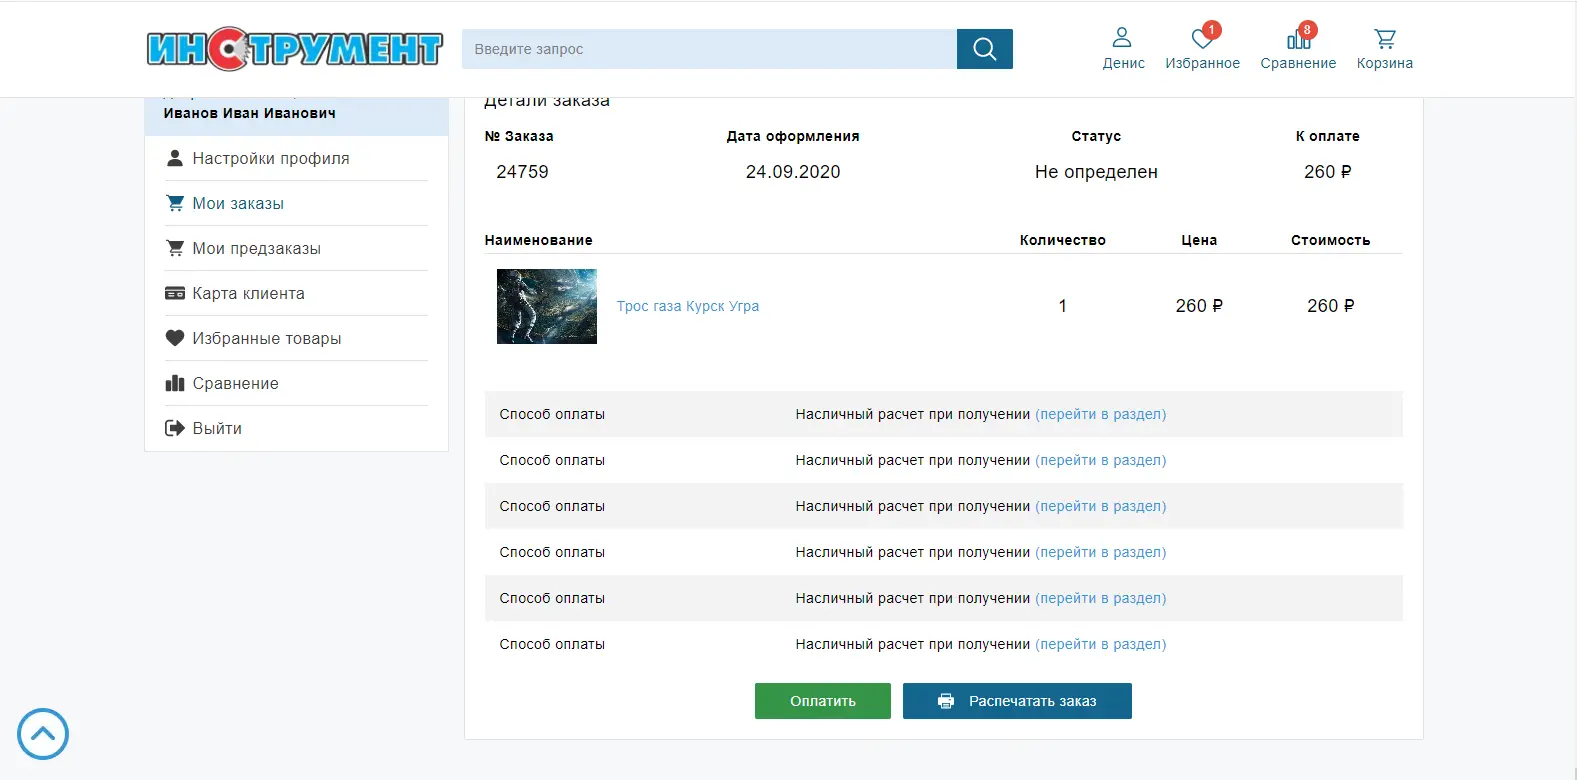 ИНСТРУМЕНТ
Введите запрос
1
8
Денис
Избранное
Сравнение
Корзина
Иванов Иван Иванович
Настройки профиля
Мои заказы
Мои предзаказы
Карта клиента
Избранные товары
Сравнение
Выйти
Детали заказа
№ Заказа Дата оформления Статус К оплате
24759 24.09.2020 Не определен 260 ₽
Наименование Количество Цена Стоимость
Трос газа Курск Угра 1 260 ₽ 260 ₽
Способ оплаты Насличный расчет при получении (перейти в раздел)
Способ оплаты Насличный расчет при получении (перейти в раздел)
Способ оплаты Насличный расчет при получении (перейти в раздел)
Способ оплаты Насличный расчет при получении (перейти в раздел)
Способ оплаты Насличный расчет при получении (перейти в раздел)
Способ оплаты Насличный расчет при получении (перейти в раздел)
Оплатить
Распечатать заказ